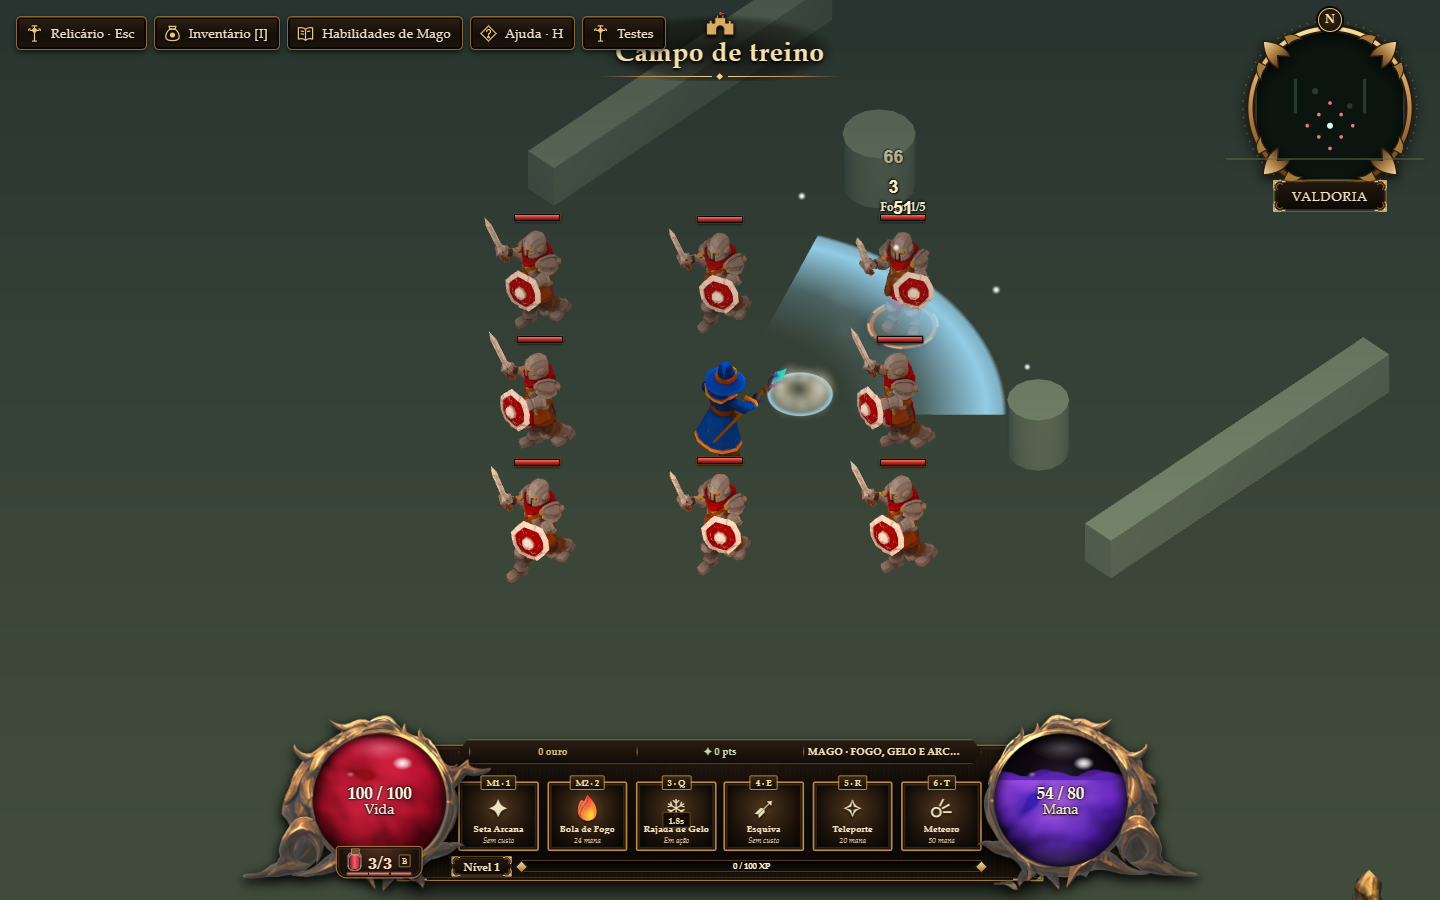 Relicário · Esc
Inventário [I]
Habilidades de Mago
Ajuda · H
Testes
Campo de treino
N
VALDORIA
66
3
51
1/5
100 / 100
Vida
3/3
B
0 ouro
0 pts
MAGO · FOGO, GELO E ARC...
M1 · 1
Seta Arcana
Sem custo
M2 · 2
Bola de Fogo
24 mana
3 · Q
1.8s
Rajada de Gelo
Em ação
4 · E
Esquiva
Sem custo
5 · R
Teleporte
20 mana
6 · T
Meteoro
50 mana
Nível 1
0 / 100 XP
54 / 80
Mana